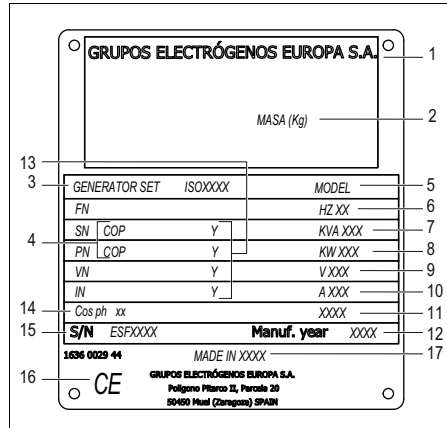 GRUPOS ELECTRÓGENOS EUROPA S.A. 1
MASA (Kg) 2
13
3 GENERATOR SET ISOXXXX MODEL 5
FN HZ XX 6
SN COP Y KVA XXX 7
4
PN COP Y KW XXX 8
VN Y V XXX 9
IN Y A XXX 10
14 Cos ph xx XXXX 11
15 S/N ESFXXXX Manuf. year XXXX 12
1636 0029 44 MADE IN XXXX 17
16 CE GRUPOS ELECTRÓGENOS EUROPA S.A.
Polígono Pitarco II, Parcela 20
50450 Muel (Zaragoza) SPAIN